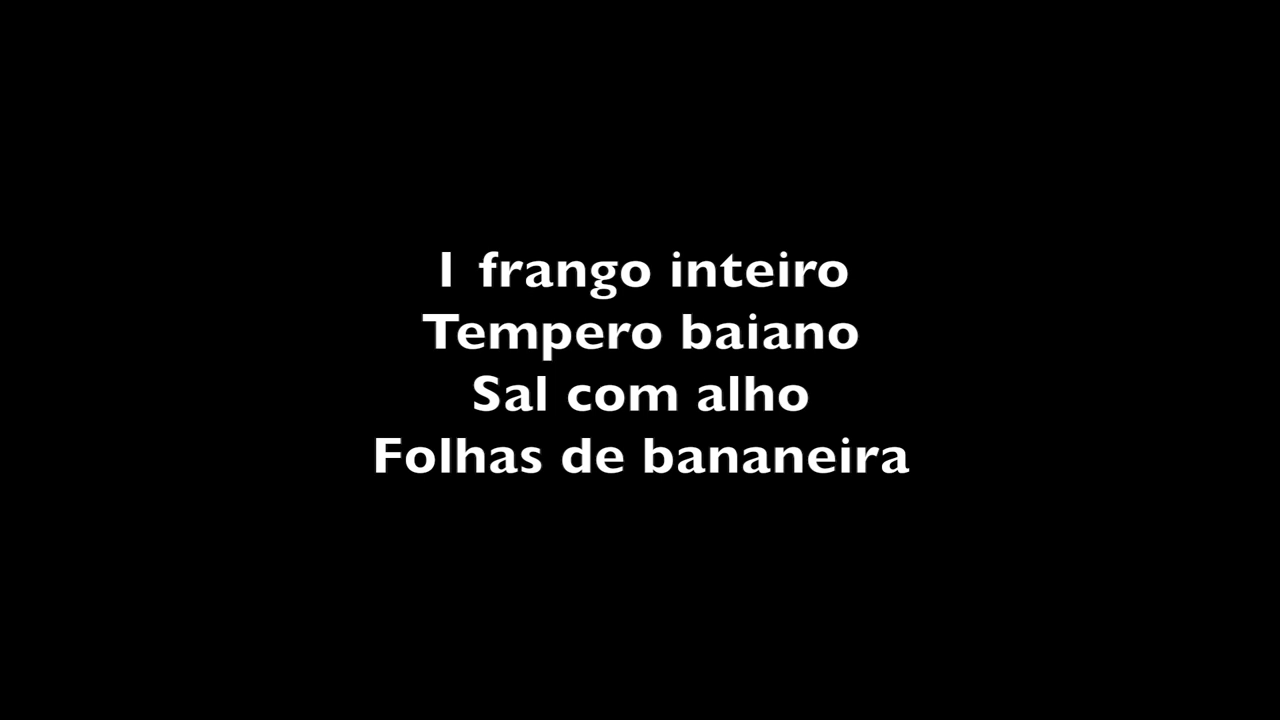 1 frango inteiro
Tempero baiano
Sal com alho
Folhas de bananeira